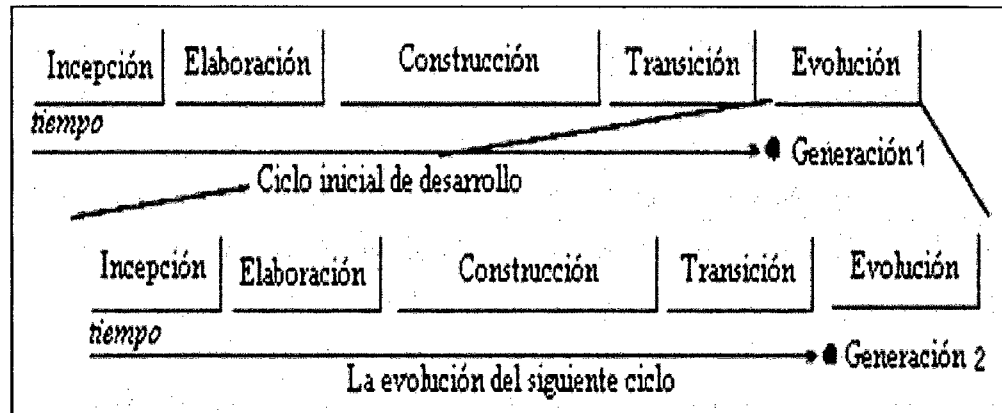 Incepción Elaboración Construcción Transición Evolución
tiempo
Generación 1
Ciclo inicial de desarrollo
Incepción Elaboración Construcción Transición Evolución
tiempo
Generación 2
La evolución del siguiente ciclo